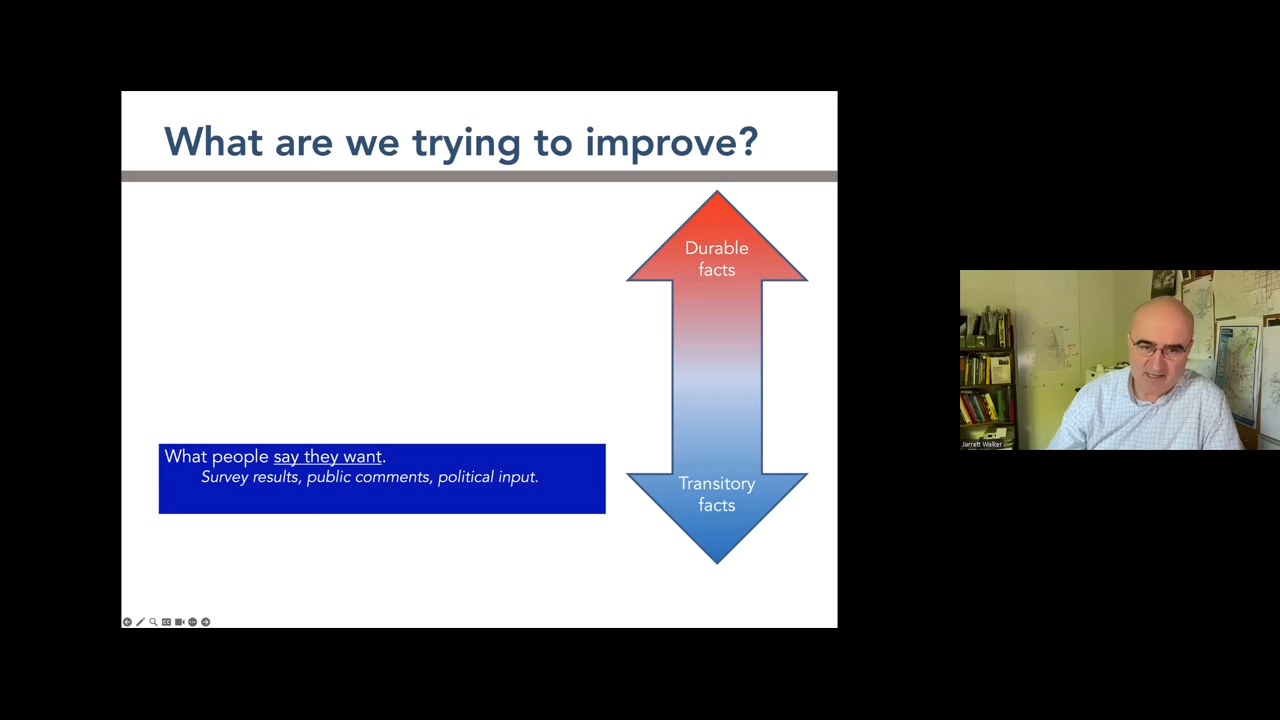 What are we trying to improve?
Durable
facts
What people say they want.
Survey results, public comments, political input.
Transitory
facts
Jarrett Walker